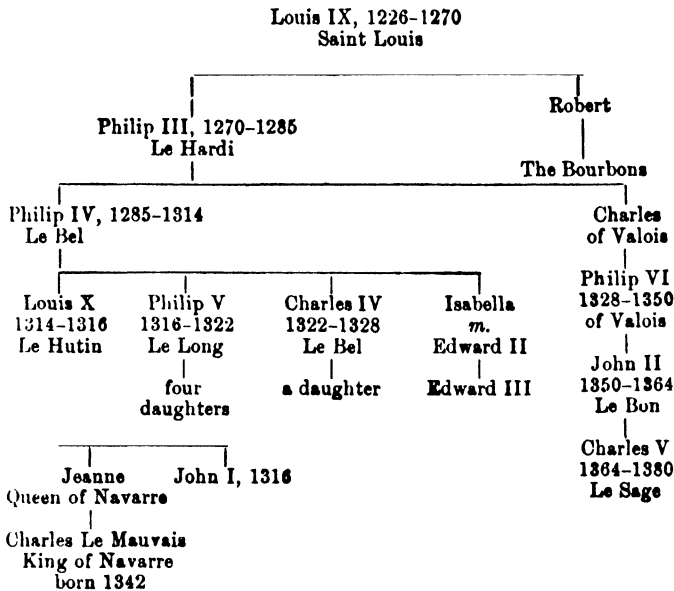 Louis IX, 1226-1270
Saint Louis
Robert
Philip III, 1270-1285
Le Hardi
The Bourbons
Philip IV, 1285-1314
Le Bel
Charles
of Valois
Louis X
1314-1316
Le Hutin
Philip V
1316-1322
Le Long
Charles IV
1322-1328
Le Bel
Isabella
m.
Edward II
Philip VI
1328-1350
of Valois
four
daughters
a daughter
Edward III
John II
1350-1364
Le Bon
Jeanne
Queen of Navarre
John I, 1316
Charles V
1364-1380
Le Sage
Charles Le Mauvais
King of Navarre
born 1342